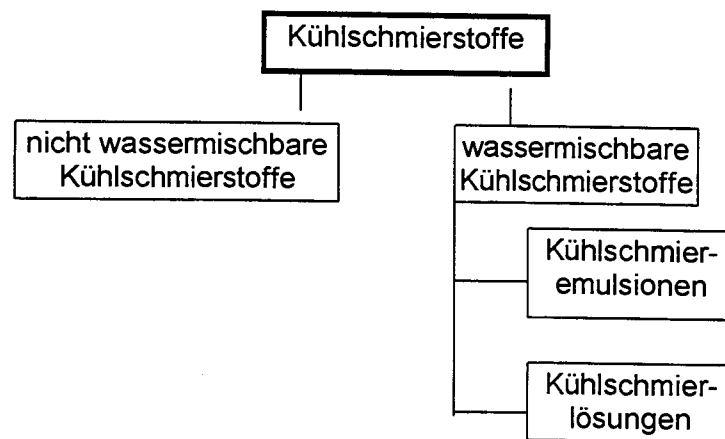 Kühlschmierstoffe
nicht wassermischbare
Kühlschmierstoffe
wassermischbare
Kühlschmierstoffe
Kühlschmier-
emulsionen
Kühlschmier-
lösungen